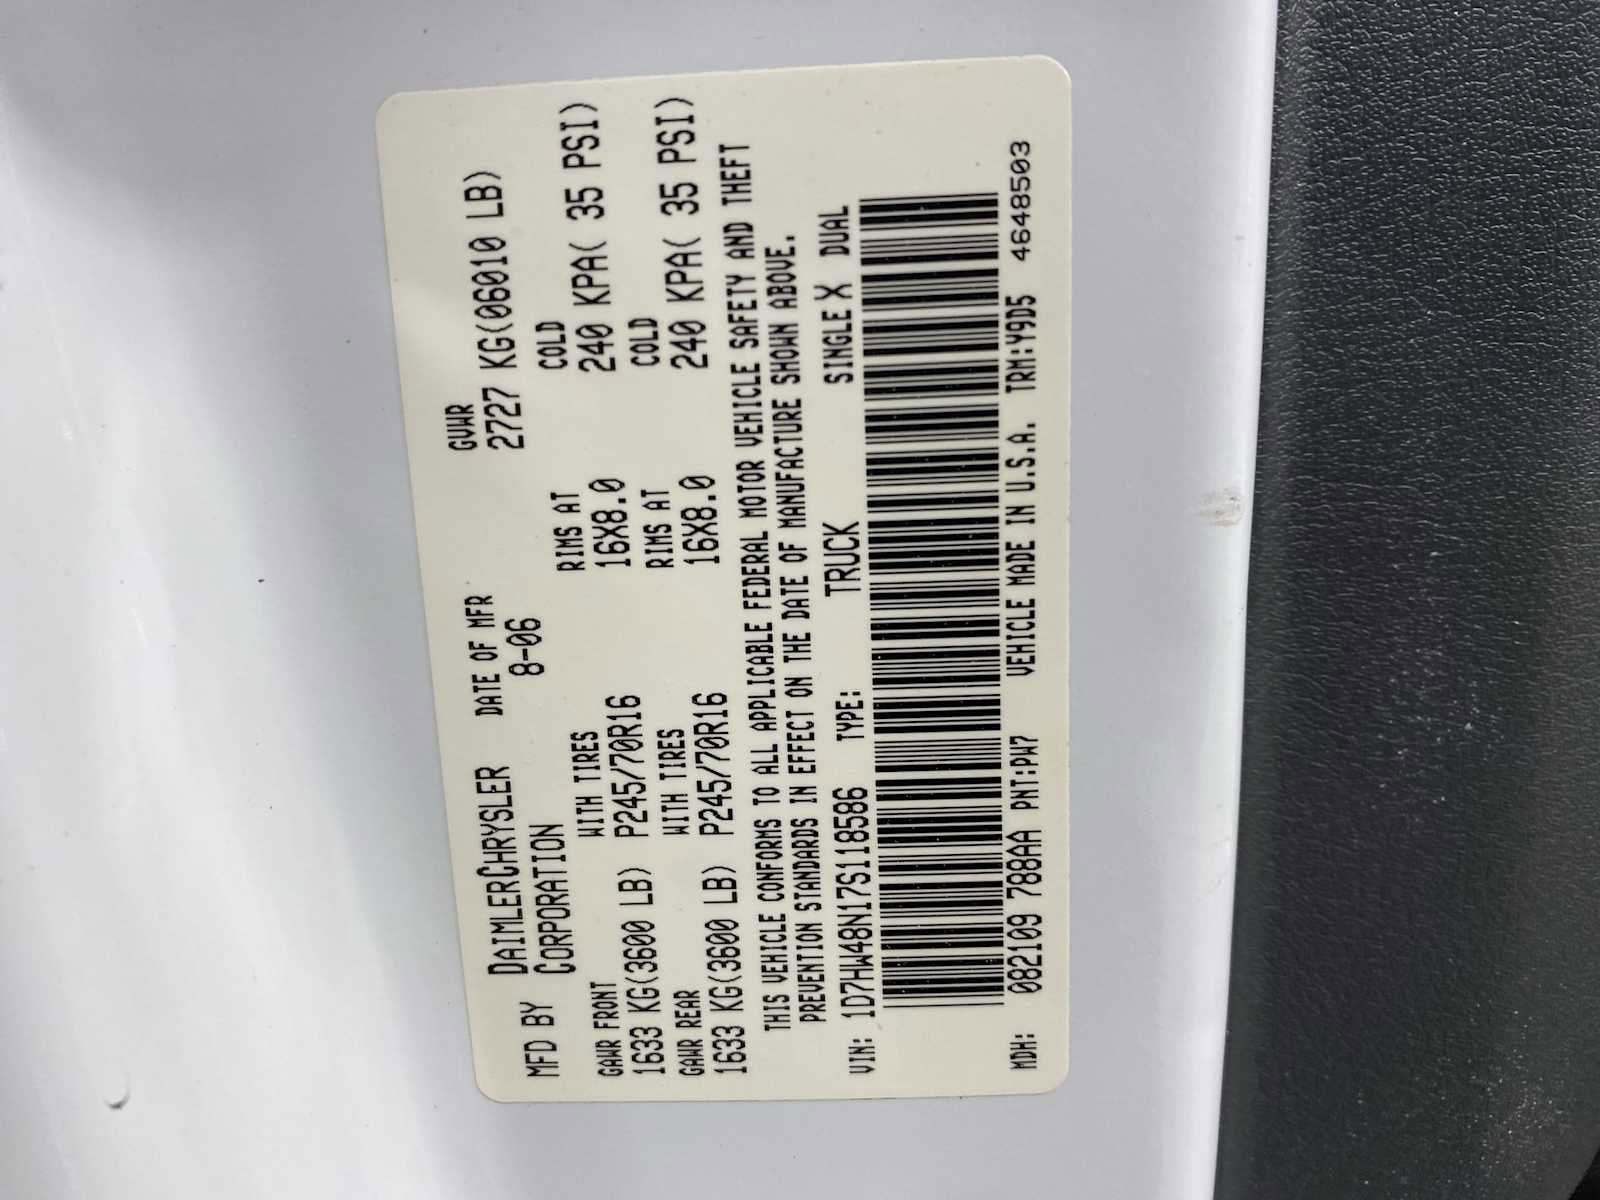 MFD BY DAIMLERCHRYSLER CORPORATION DATE OF MFR 8-06 GVWR 2727 KG(06010 LB)
GAWR FRONT WITH TIRES RIMS AT COLD
1633 KG(3600 LB) P245/70R16 16X8.0 240 KPA( 35 PSI)
GAWR REAR WITH TIRES RIMS AT COLD
1633 KG(3600 LB) P245/70R16 16X8.0 240 KPA( 35 PSI)
THIS VEHICLE CONFORMS TO ALL APPLICABLE FEDERAL MOTOR VEHICLE SAFETY AND THEFT
PREVENTION STANDARDS IN EFFECT ON THE DATE OF MANUFACTURE SHOWN ABOVE.
VIN: 1D7HW48N17S118586 TYPE: TRUCK SINGLE X DUAL
MDH: 082109 788AA PNT:PW7 VEHICLE MADE IN U.S.A. TRM:Y9D5 4648503